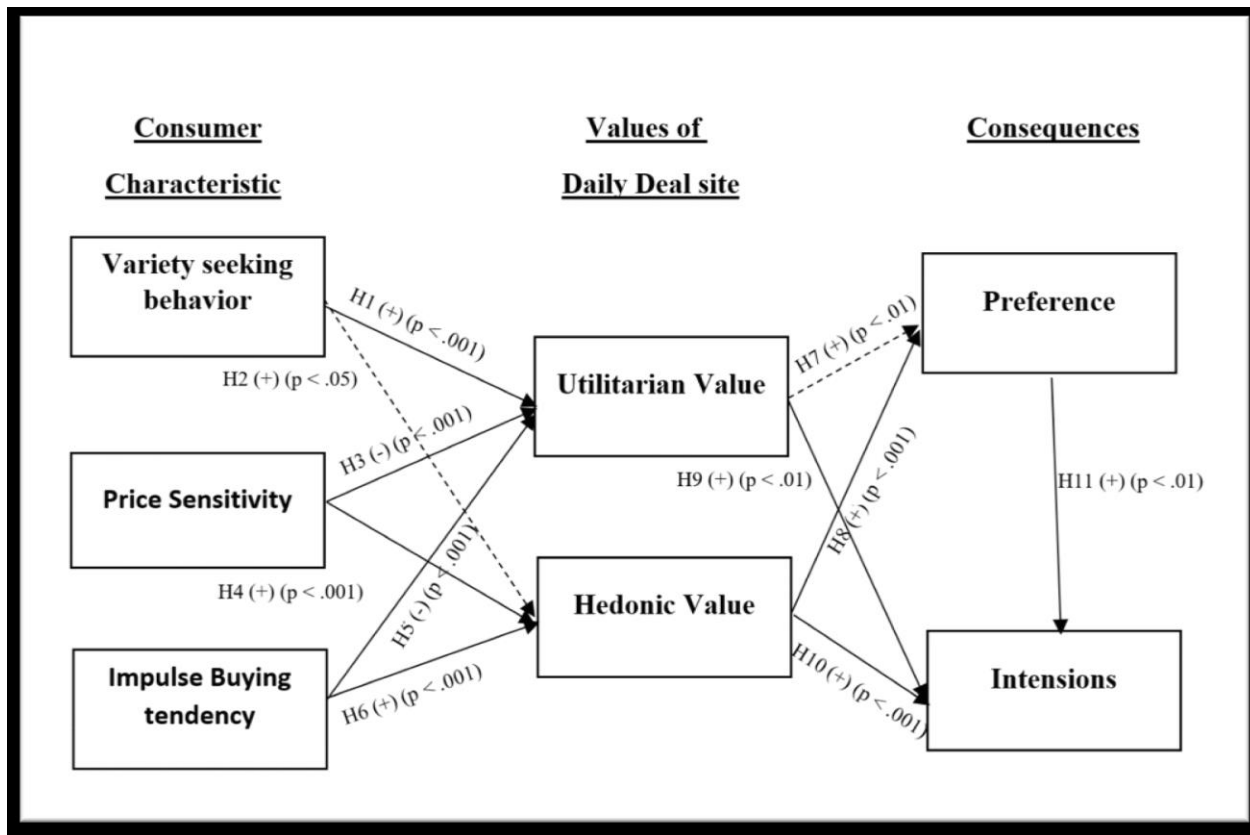 Consumer
Characteristic
Values of
Daily Deal site
Consequences
Variety seeking
behavior
H1 (+) (p < .001)
H2 (+) (p < .05)
Price Sensitivity
H3 (-) (p < .001)
H4 (+) (p < .001)
Impulse Buying
tendency
H5 (-) (p < .001)
H6 (+) (p < .001)
Utilitarian Value
Hedonic Value
H7 (+) (p < .01)
H8 (+) (p < .001)
H9 (+) (p < .01)
H10 (+) (p < .001)
Preference
H11 (+) (p < .01)
Intensions